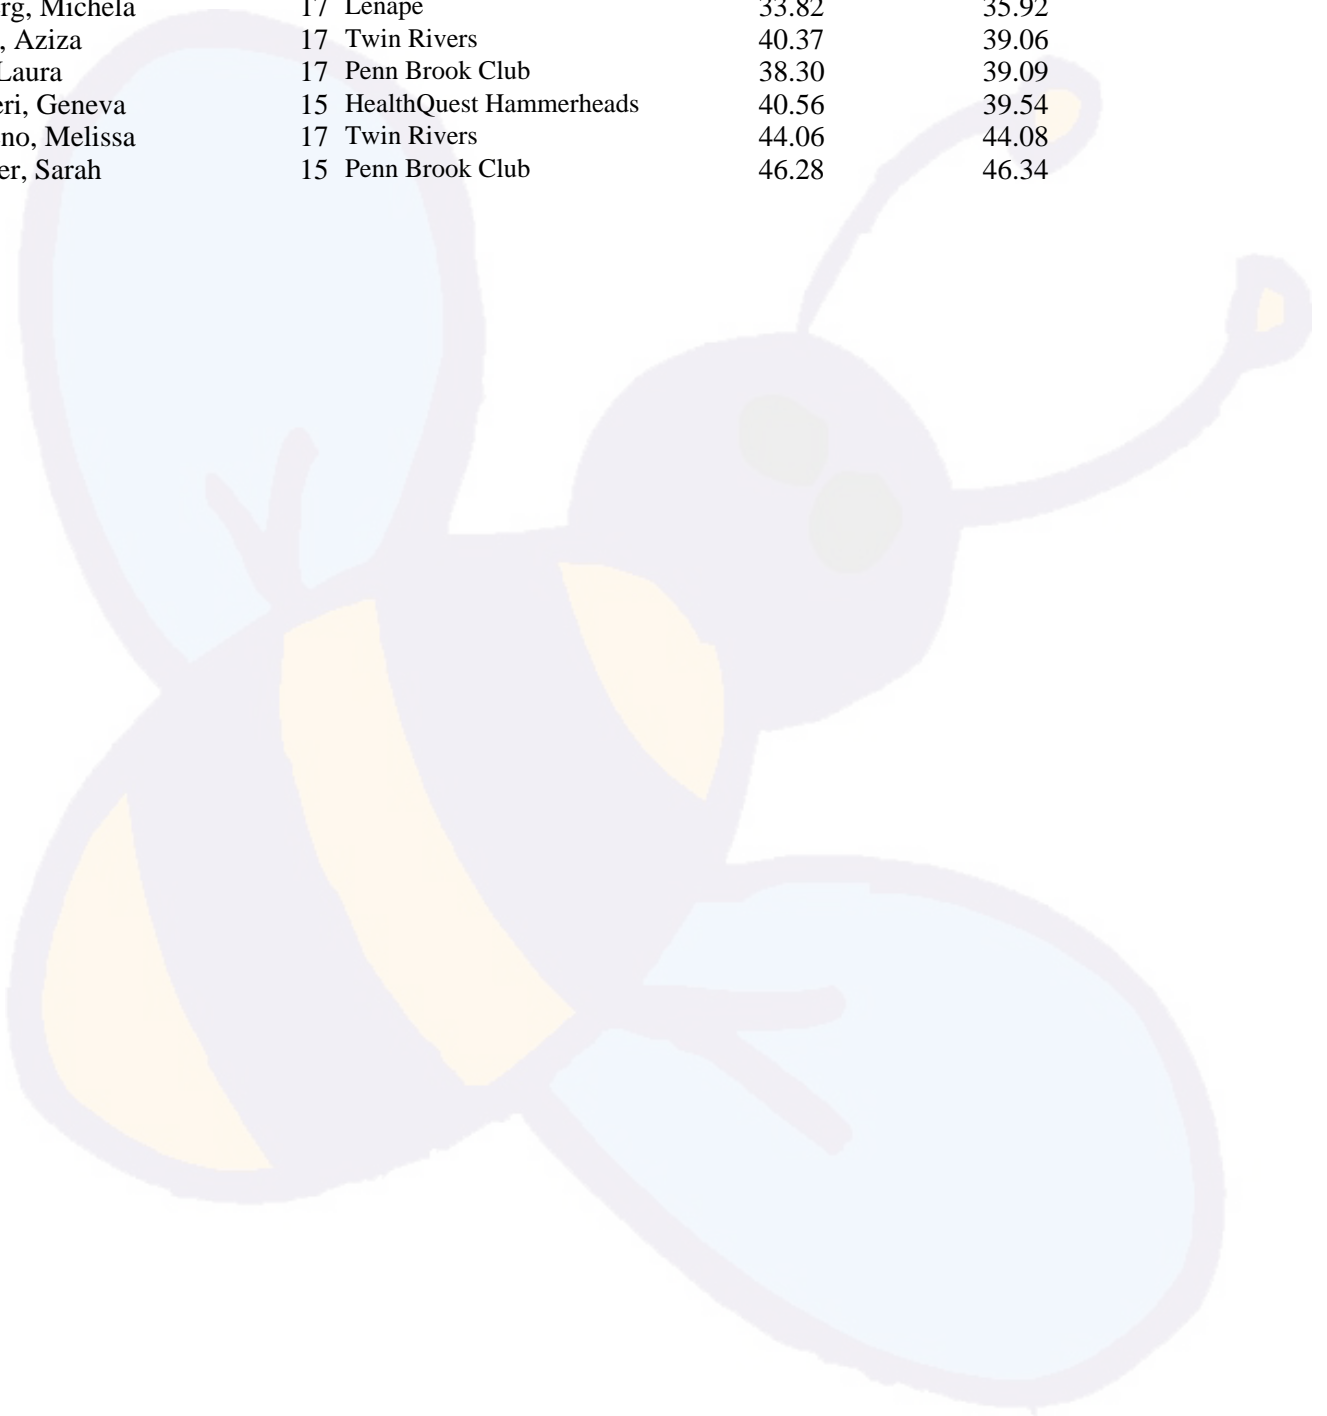 rg, Michela 17 Lenape 33.82 35.92
, Aziza 17 Twin Rivers 40.37 39.06
Laura 17 Penn Brook Club 38.30 39.09
eri, Geneva 15 HealthQuest Hammerheads 40.56 39.54
no, Melissa 17 Twin Rivers 44.06 44.08
er, Sarah 15 Penn Brook Club 46.28 46.34